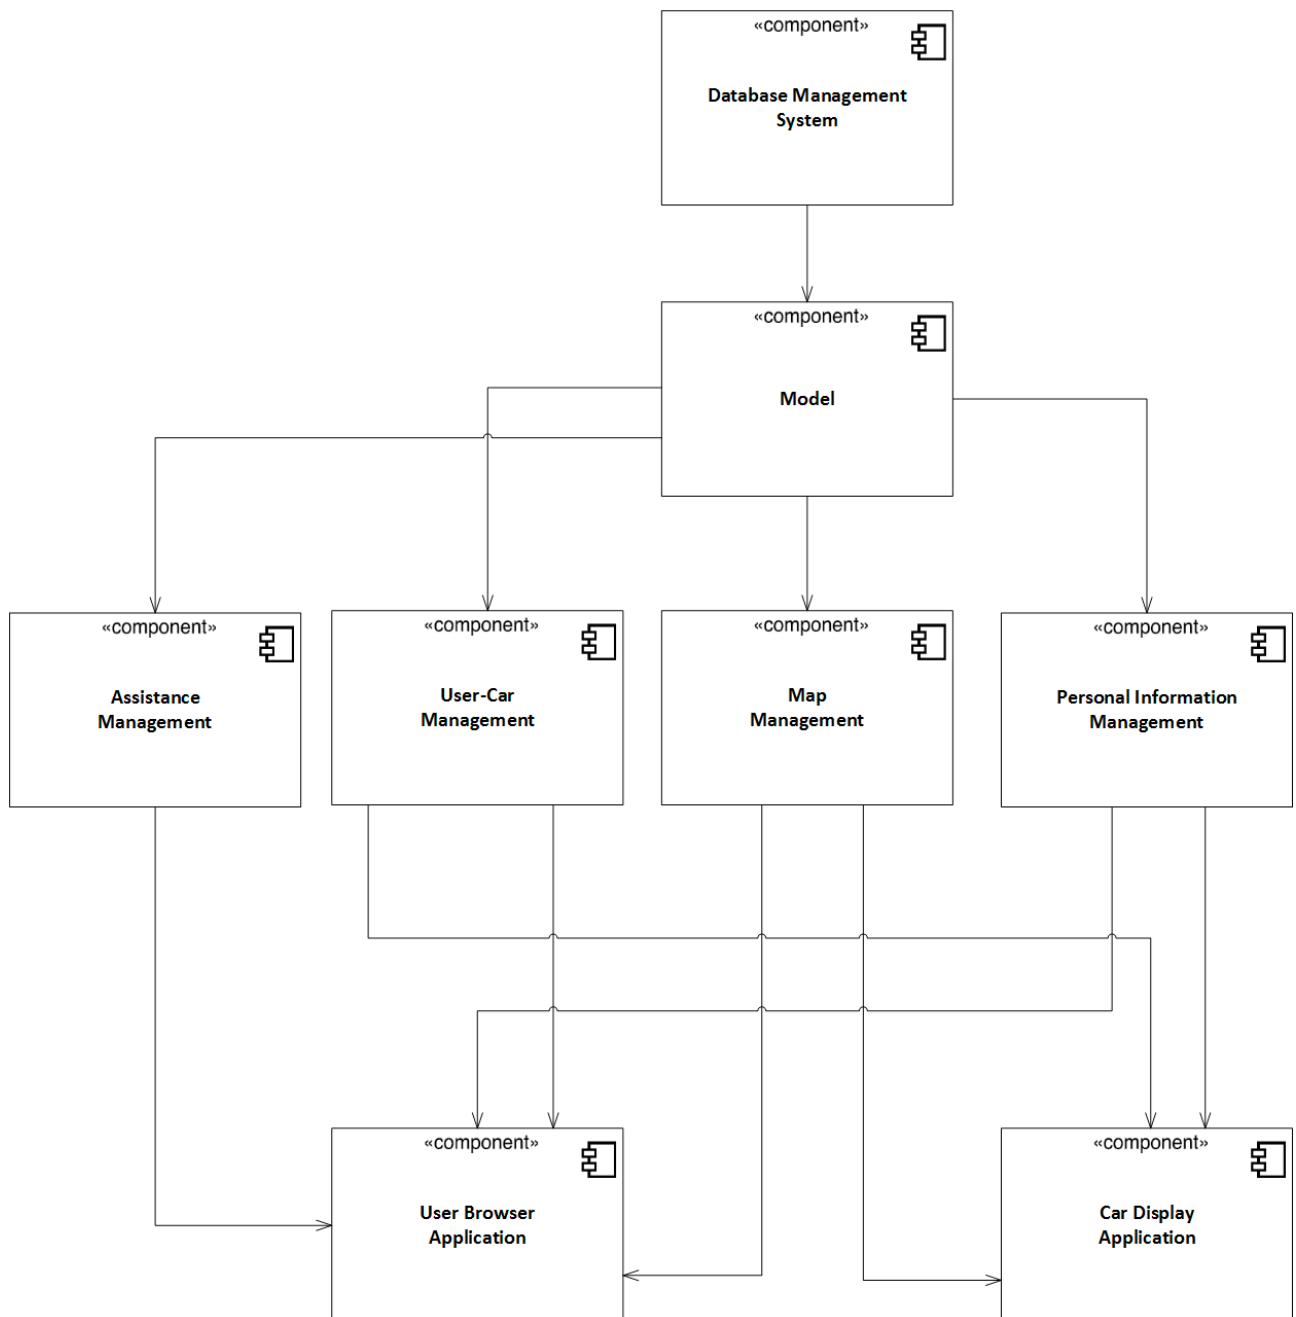 «component»
Database Management
System
«component»
Model
«component»
Assistance
Management
«component»
User-Car
Management
«component»
Map
Management
«component»
Personal Information
Management
«component»
User Browser
Application
«component»
Car Display
Application